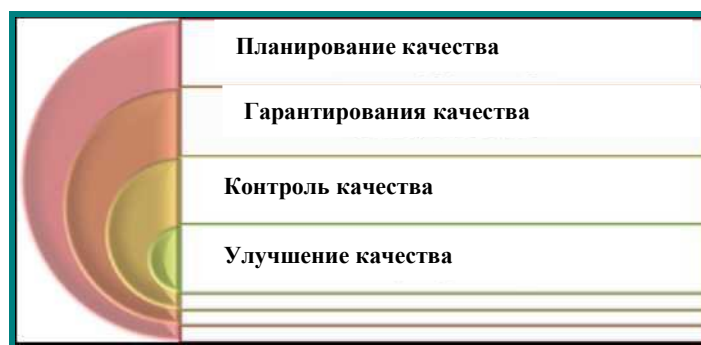 Планирование качества
Гарантирования качества
Контроль качества
Улучшение качества